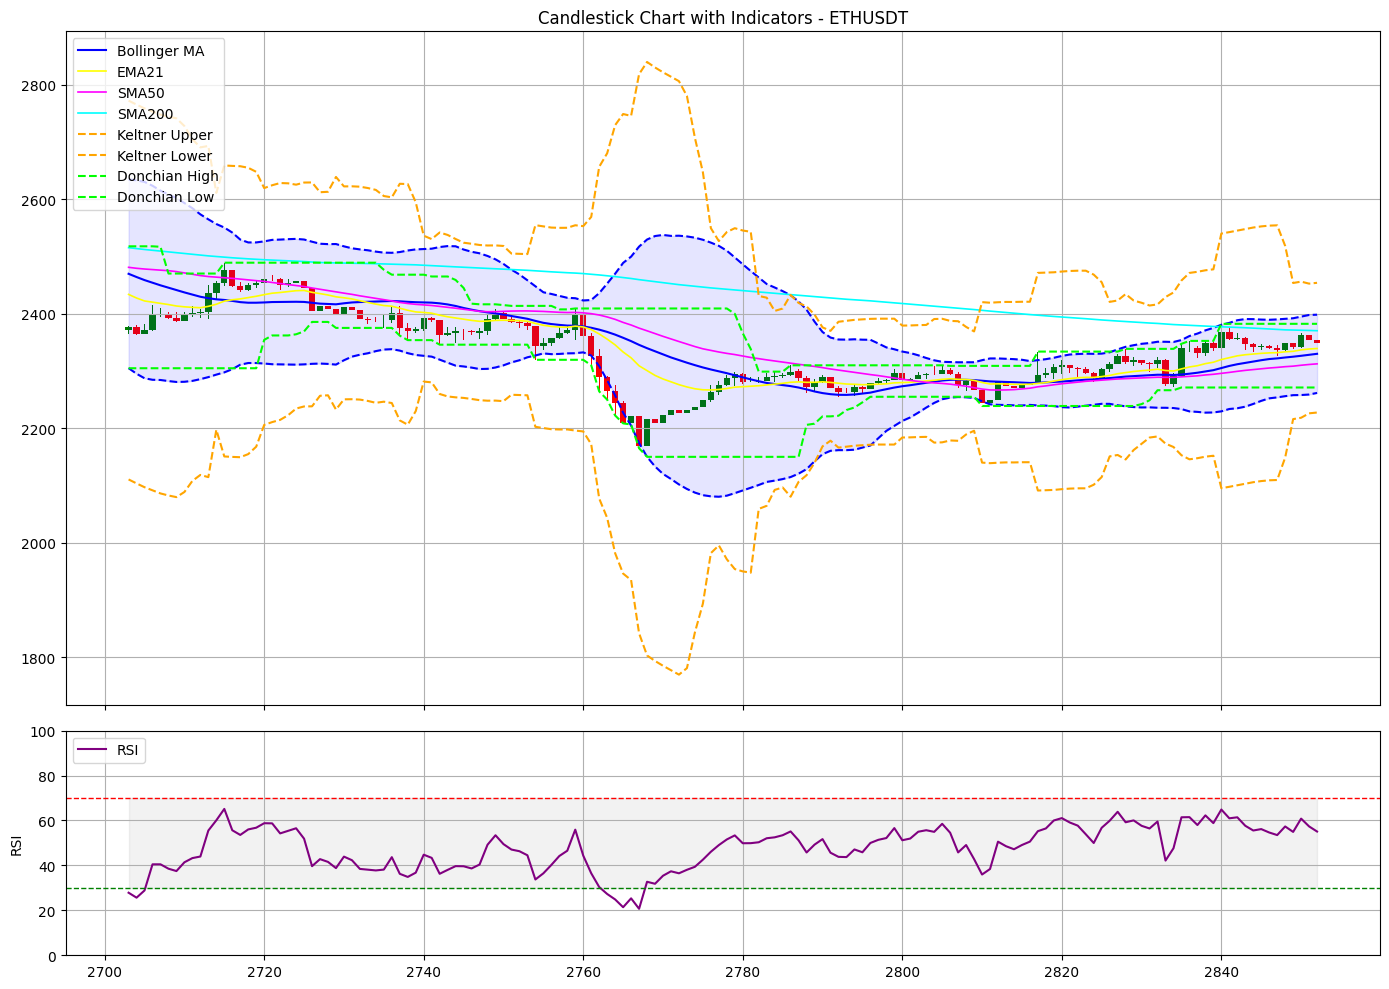 Candlestick Chart with Indicators - ETHUSDT
Bollinger MA
EMA21
SMA50
SMA200
Keltner Upper
Keltner Lower
Donchian High
Donchian Low
2800
2600
2400
2200
2000
1800
RSI
100
80
60
40
20
0
RSI
2700
2720
2740
2760
2780
2800
2820
2840